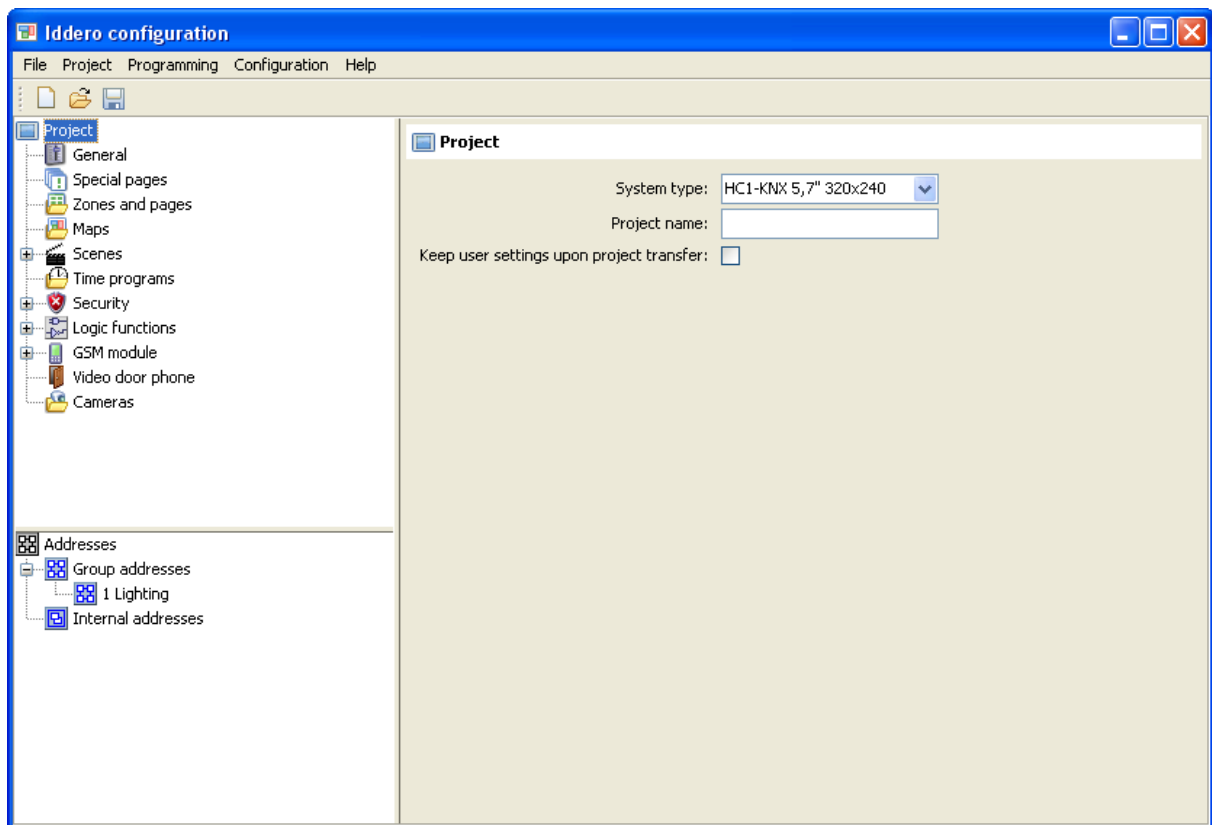 Iddero configuration
File Project Programming Configuration Help
Project
General
Special pages
Zones and pages
Maps
Scenes
Time programs
Security
Logic functions
GSM module
Video door phone
Cameras
Addresses
Group addresses
1 Lighting
Internal addresses
Project
System type: HC1-KNX 5,7" 320x240
Project name:
Keep user settings upon project transfer: